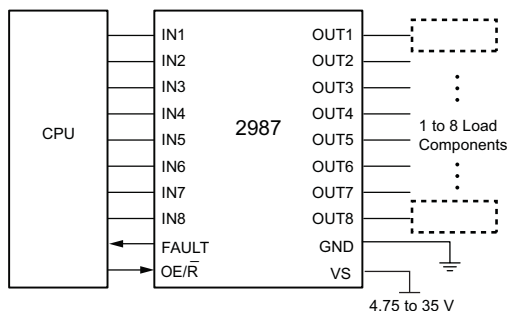 CPU
IN1
IN2
IN3
IN4
IN5
IN6
IN7
IN8
FAULT
OE/R̅
2987
OUT1
OUT2
OUT3
OUT4
OUT5
OUT6
OUT7
OUT8
GND
VS
1 to 8 Load
Components
4.75 to 35 V